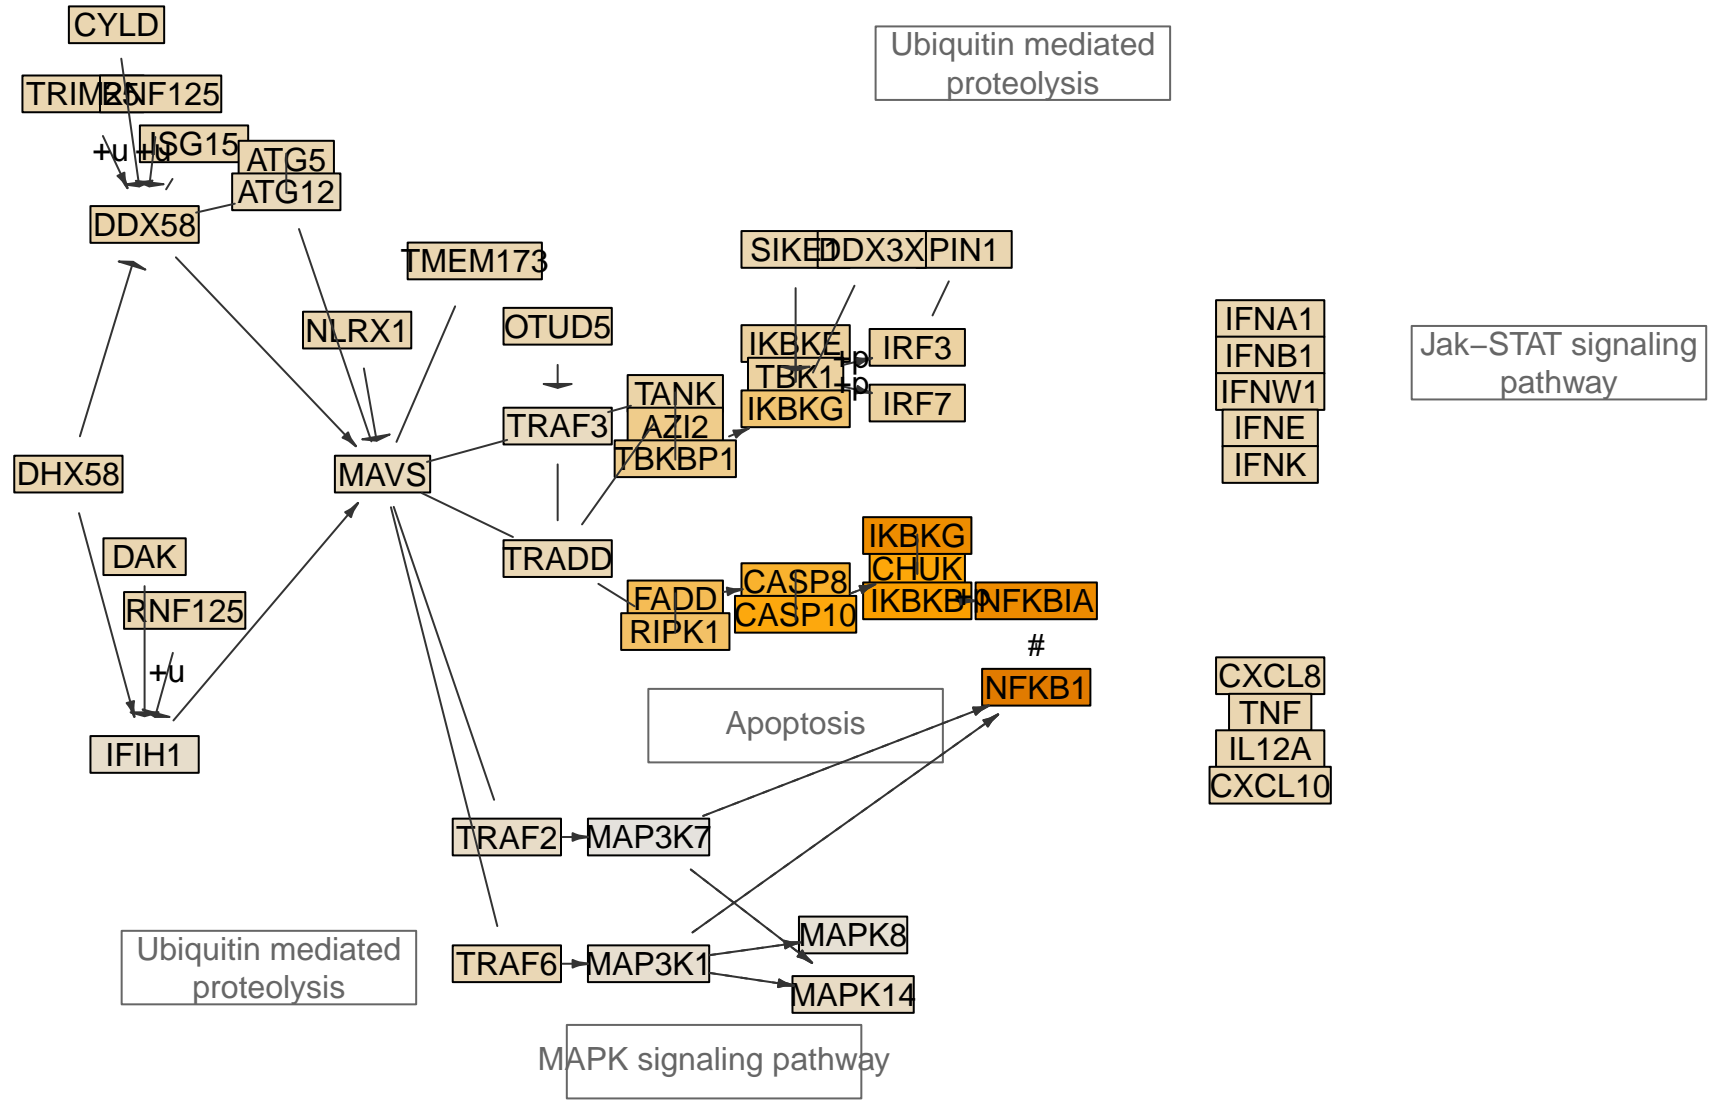 CYLD
Ubiquitin mediated
proteolysis
TRIM25
RNF125
ISG15
+u
+u
ATG5
ATG12
DDX58
TMEM173
SIKE1
DDX3X
PIN1
NLRX1
OTUD5
IKBKE
IRF3
+p
TBK1
+p
IKBKG
IRF7
IFNA1
IFNB1
IFNW1
IFNE
IFNK
Jak−STAT signaling
pathway
TANK
TRAF3
AZI2
TBKBP1
DHX58
MAVS
DAK
RNF125
+u
IFIH1
TRADD
FADD
RIPK1
CASP8
CASP10
IKBKG
CHUK
IKBKB
+p
NFKBIA
#
NFKB1
CXCL8
TNF
IL12A
CXCL10
Apoptosis
TRAF2
MAP3K7
TRAF6
MAP3K1
MAPK8
MAPK14
Ubiquitin mediated
proteolysis
MAPK signaling pathway